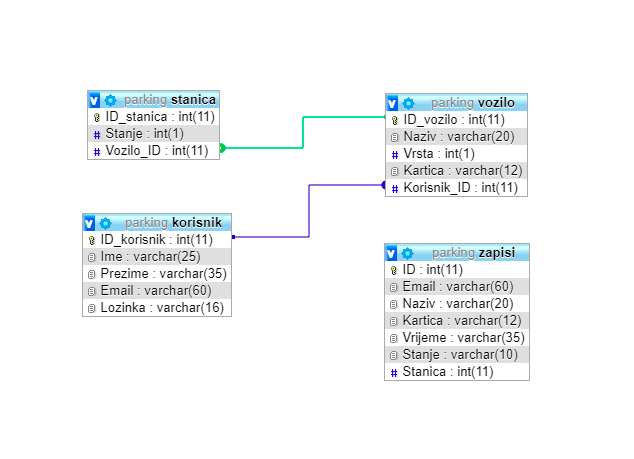 parking stanica
ID_stanica : int(11)
Stanje : int(1)
Vozilo_ID : int(11)
parking vozilo
ID_vozilo : int(11)
Naziv : varchar(20)
Vrsta : int(1)
Kartica : varchar(12)
Korisnik_ID : int(11)
parking korisnik
ID_korisnik : int(11)
Ime : varchar(25)
Prezime : varchar(35)
Email : varchar(60)
Lozinka : varchar(16)
parking zapisi
ID : int(11)
Email : varchar(60)
Naziv : varchar(20)
Kartica : varchar(12)
Vrijeme : varchar(35)
Stanje : varchar(10)
Stanica : int(11)